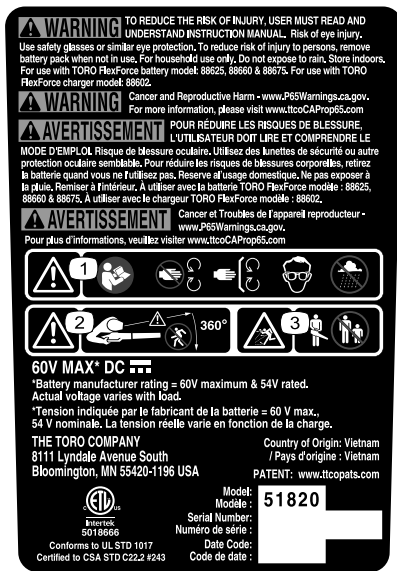 WARNING TO REDUCE THE RISK OF INJURY, USER MUST READ AND
UNDERSTAND INSTRUCTION MANUAL. Risk of eye injury.
Use safety glasses or similar eye protection. To reduce risk of injury to persons, remove
battery pack when not in use. For household use only. Do not expose to rain. Store indoors.
For use with TORO FlexForce battery model: 88625, 88660 & 88675. For use with TORO
FlexForce charger model: 88602.
WARNING Cancer and Reproductive Harm - www.P65Warnings.ca.gov.
For more information, please visit www.ttcoCAProp65.com
AVERTISSEMENT POUR RÉDUIRE LES RISQUES DE BLESSURE,
L'UTILISATEUR DOIT LIRE ET COMPRENDRE LE
MODE D'EMPLOI. Risque de blessure oculaire. Utilisez des Lunettes de sécurité ou autre
protection oculaire semblable. Pour réduire les risques de blessures corporelles, retirez
la batterie quand vous ne l'utilisez pas. Reserve al'usage domestique. Ne pas exposer à
la pluie. Remiser à l'intérieur. À utiliser avec la batterie TORO FlexForce modèle : 88625,
88660 & 88675. À utiliser avec le chargeur TORO FlexForce modèle : 88602.
AVERTISSEMENT Cancer et Troubles de l'appareil reproducteur -
www.P65Warnings.ca.gov.
Pour plus d'informations, veuillez visiter www.ttcoCAProp65.com
1
2
360°
3
60V MAX* DC
*Battery manufacturer rating = 60V maximum & 54V rated.
Actual voltage varies with load.
*Tension indiquée par le fabricant de la batterie = 60 V max.,
54 V nominale. La tension réelle varie en fonction de la charge.
THE TORO COMPANY
8111 Lyndale Avenue South
Bloomington, MN 55420-1196 USA
Country of Origin: Vietnam
/ Pays d'origine : Vietnam
PATENT: www.ttcopats.com
c ETL us
Intertek
5018666
Conforms to UL STD 1017
Certified to CSA STD C22.2 #243
Model:
Modèle :
51820
Serial Number:
Numéro de série :
Date Code:
Code de date :